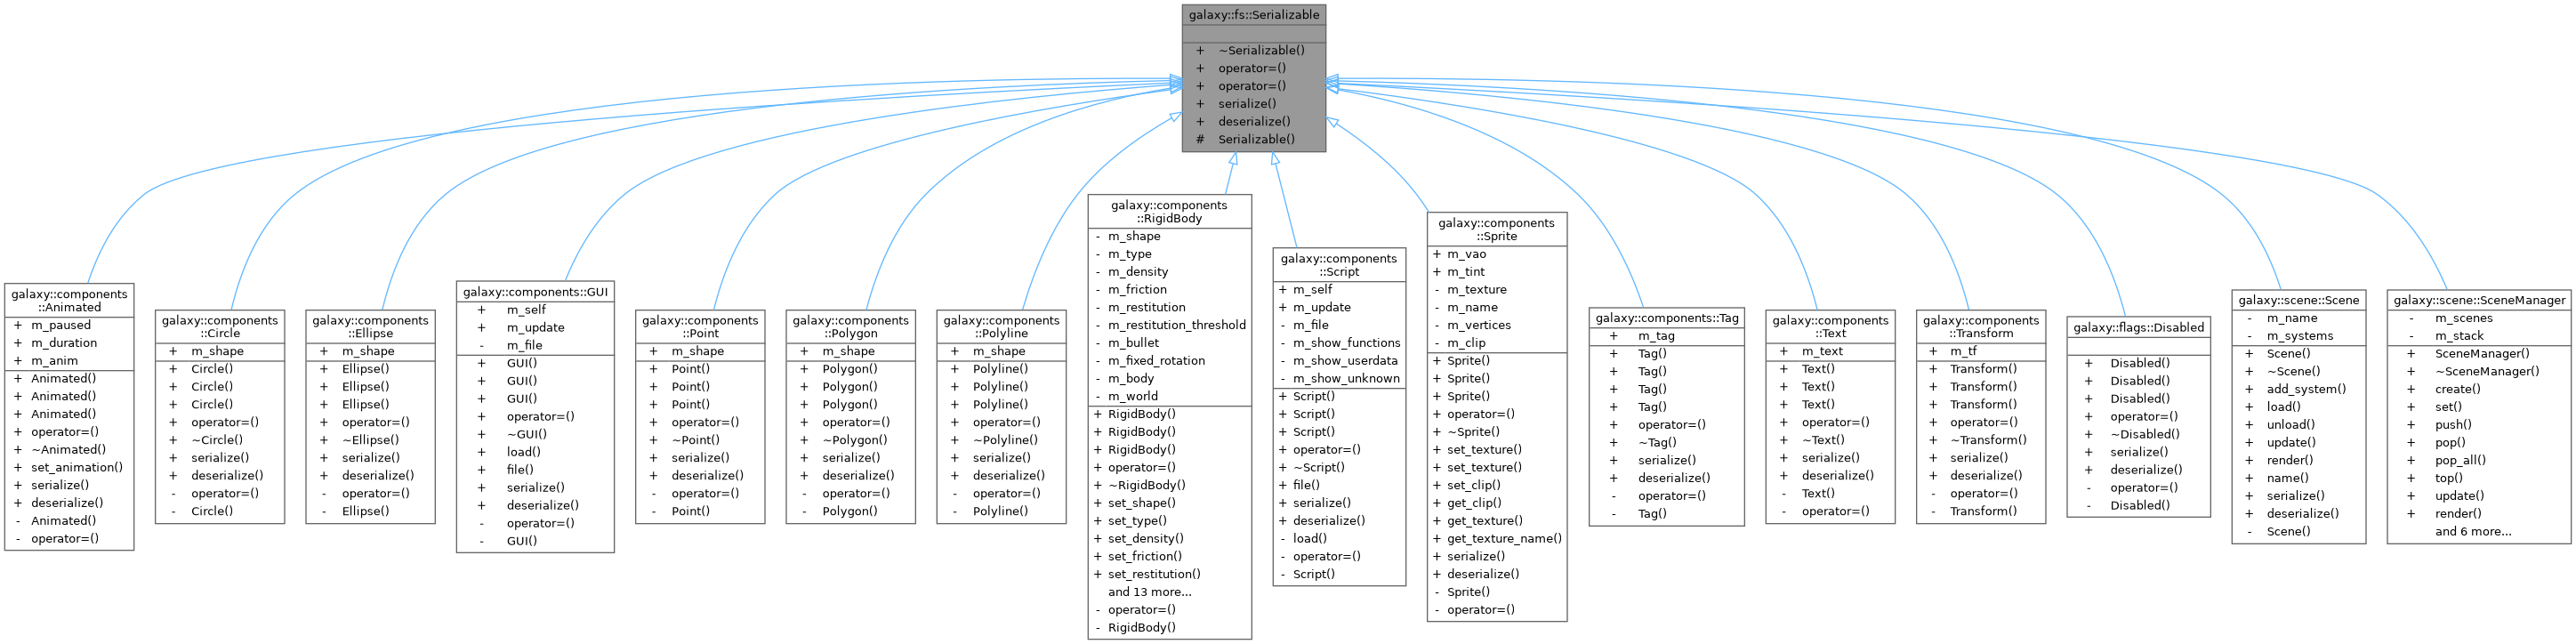 galaxy::fs::Serializable
+ ~Serializable()
+ operator=()
+ operator=()
+ serialize()
+ deserialize()
# Serializable()
galaxy::components
::Animated
+ m_paused
+ m_duration
+ m_anim
+ Animated()
+ Animated()
+ Animated()
+ operator=()
+ ~Animated()
+ set_animation()
+ serialize()
+ deserialize()
- Animated()
- operator=()
galaxy::components
::Circle
+ m_shape
+ Circle()
+ Circle()
+ Circle()
+ operator=()
+ ~Circle()
+ serialize()
+ deserialize()
- operator=()
- Circle()
galaxy::components
::Ellipse
+ m_shape
+ Ellipse()
+ Ellipse()
+ Ellipse()
+ operator=()
+ ~Ellipse()
+ serialize()
+ deserialize()
- operator=()
- Ellipse()
galaxy::components::GUI
+ m_self
+ m_update
- m_file
+ GUI()
+ GUI()
+ GUI()
+ operator=()
+ ~GUI()
+ load()
+ file()
+ serialize()
+ deserialize()
- operator=()
- GUI()
galaxy::components
::Point
+ m_shape
+ Point()
+ Point()
+ Point()
+ operator=()
+ ~Point()
+ serialize()
+ deserialize()
- operator=()
- Point()
galaxy::components
::Polygon
+ m_shape
+ Polygon()
+ Polygon()
+ Polygon()
+ operator=()
+ ~Polygon()
+ serialize()
+ deserialize()
- operator=()
- Polygon()
galaxy::components
::Polyline
+ m_shape
+ Polyline()
+ Polyline()
+ Polyline()
+ operator=()
+ ~Polyline()
+ serialize()
+ deserialize()
- operator=()
- Polyline()
galaxy::components
::RigidBody
- m_shape
- m_type
- m_density
- m_friction
- m_restitution
- m_restitution_threshold
- m_bullet
- m_fixed_rotation
- m_body
- m_world
+ RigidBody()
+ RigidBody()
+ RigidBody()
+ operator=()
+ ~RigidBody()
+ set_shape()
+ set_type()
+ set_density()
+ set_friction()
+ set_restitution()
and 13 more...
- operator=()
- RigidBody()
galaxy::components
::Script
+ m_self
+ m_update
- m_file
- m_show_functions
- m_show_userdata
- m_show_unknown
+ Script()
+ Script()
+ Script()
+ operator=()
+ ~Script()
+ file()
+ serialize()
+ deserialize()
- load()
- operator=()
- Script()
galaxy::components
::Sprite
+ m_vao
+ m_tint
- m_texture
- m_name
- m_vertices
- m_clip
+ Sprite()
+ Sprite()
+ Sprite()
+ operator=()
+ ~Sprite()
+ set_texture()
+ set_texture()
+ set_clip()
+ get_clip()
+ get_texture()
+ get_texture_name()
+ serialize()
+ deserialize()
- Sprite()
- operator=()
galaxy::components::Tag
+ m_tag
+ Tag()
+ Tag()
+ Tag()
+ Tag()
+ operator=()
+ ~Tag()
+ serialize()
+ deserialize()
- operator=()
- Tag()
galaxy::components
::Text
+ m_text
+ Text()
+ Text()
+ Text()
+ operator=()
+ ~Text()
+ serialize()
+ deserialize()
- Text()
- operator=()
galaxy::components
::Transform
+ m_tf
+ Transform()
+ Transform()
+ Transform()
+ operator=()
+ ~Transform()
+ serialize()
+ deserialize()
- operator=()
- Transform()
galaxy::flags::Disabled
+ Disabled()
+ Disabled()
+ Disabled()
+ operator=()
+ ~Disabled()
+ serialize()
+ deserialize()
- operator=()
- Disabled()
galaxy::scene::Scene
- m_name
- m_systems
+ Scene()
+ ~Scene()
+ add_system()
+ load()
+ unload()
+ update()
+ render()
+ name()
+ serialize()
+ deserialize()
- Scene()
galaxy::scene::SceneManager
- m_scenes
- m_stack
+ SceneManager()
+ ~SceneManager()
+ create()
+ set()
+ push()
+ pop()
+ pop_all()
+ top()
+ update()
+ render()
and 6 more...